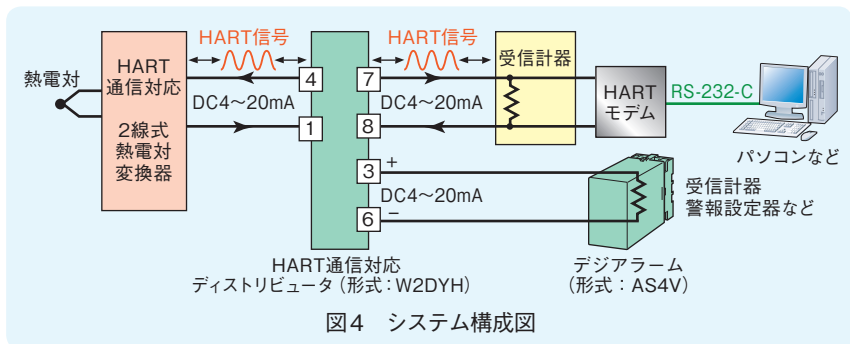 HART信号
HART信号
熱電対
HART
通信対応
2線式
熱電対
変換器
4
DC4～20mA
1
7
DC4～20mA
8
3
+
DC4～20mA
6
−
受信計器
HART
モデム
RS-232-C
パソコンなど
受信計器
警報設定器など
HART通信対応
ディストリビュータ（形式：W2DYH）
デジアラーム
（形式：AS4V）
図4　システム構成図